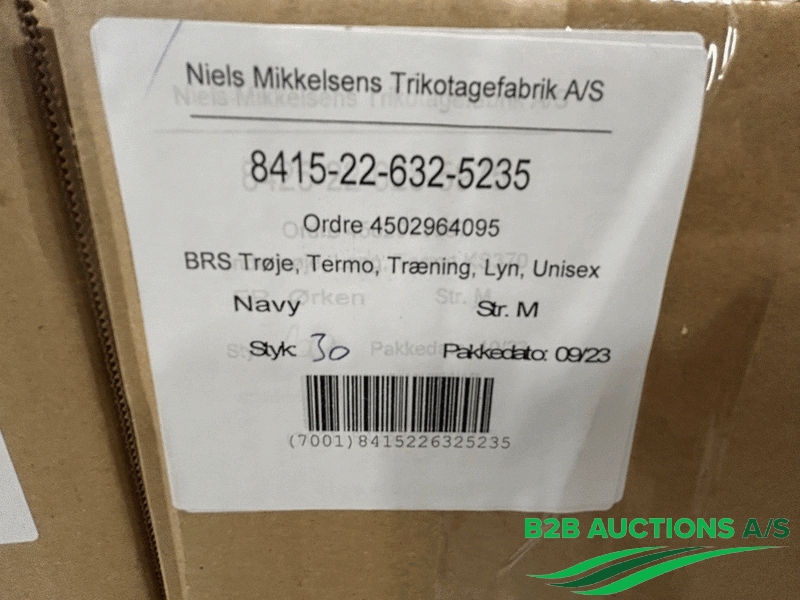 Niels Mikkelsens Trikotagefabrik A/S
8415-22-632-5235
Ordre 4502964095
BRS Trøje, Termo, Træning, Lyn, Unisex
Navy Str. M
Styk: 30 Pakkedato: 09/23
(7001)8415226325235
B2B AUCTIONS A/S